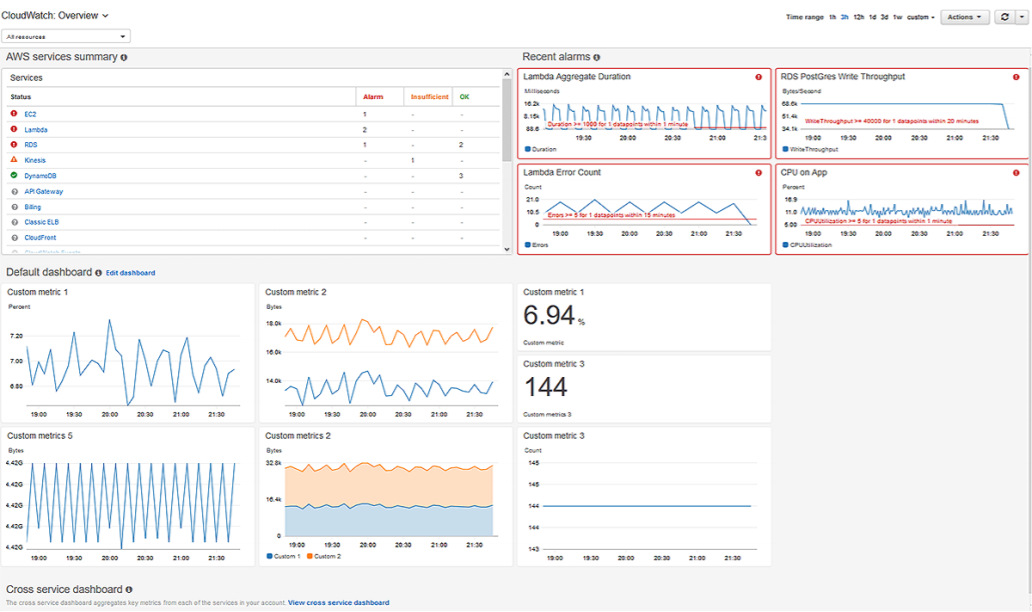 CloudWatch: Overview
Time range 1h 3h 12h 1d 3d 1w custom Actions
All resources
AWS services summary
Services
Status Alarm Insufficient OK
EC2 1 - -
Lambda 2 - -
RDS 1 - 2
Kinesis - 1 -
DynamoDB - - 3
API Gateway - - -
Billing - - -
Classic ELB - - -
CloudFront - - -
Recent alarms
Lambda Aggregate Duration
Milliseconds
16.2k
8.15k
88.6
Duration >= 1000 for 1 datapoints within 1 minute
19:30 20:00 20:30 21:00 21:3
Duration
RDS PostGres Write Throughput
Bytes/Second
68.6k
51.4k
34.1k
WriteThroughput >= 40000 for 1 datapoints within 20 minutes
19:00 19:30 20:00 20:30 21:00 21:30
WriteThroughput
Lambda Error Count
Count
21.0
10.5
0
Errors >= 5 for 1 datapoints within 15 minutes
19:00 19:30 20:00 20:30 21:00 21:30
Errors
CPU on App
Percent
16.9
11.0
5.00
CPUUtilization >= 5 for 1 datapoints within 1 minute
19:00 19:30 20:00 20:30 21:00 21:30
CPUUtilization
Default dashboard Edit dashboard
Custom metric 1
Percent
7.20
7.00
6.80
19:00 19:30 20:00 20:30 21:00 21:30
Custom metric 2
Bytes
18.0k
16.0k
14.0k
19:00 19:30 20:00 20:30 21:00 21:30
Custom metric 1
6.94 %
Custom metric
Custom metric 3
144
Custom metrics 3
Custom metrics 5
Bytes
4.42G
4.42G
4.42G
4.42G
4.42G
19:00 19:30 20:00 20:30 21:00 21:30
Custom metrics 2
Bytes
32.8k
16.4k
0
19:00 19:30 20:00 20:30 21:00 21:30
Custom 1 Custom 2
Custom metric 3
Count
145
145
144
144
143
19:00 19:30 20:00 20:30 21:00 21:30
Cross service dashboard
The cross service dashboard aggregates key metrics from each of the services in your account. View cross service dashboard